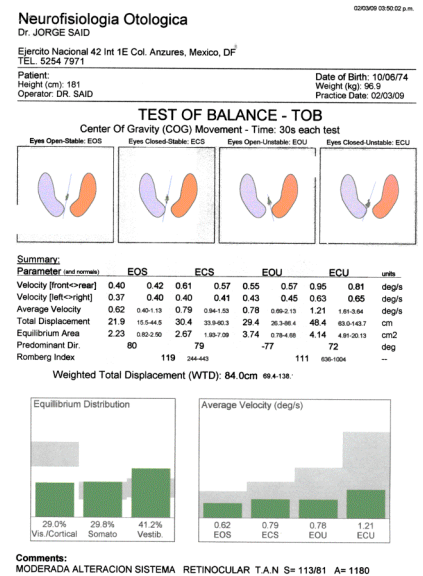 02/03/09 03:50:02 p.m.
Neurofisiologia Otologica
Dr. JORGE SAID
Ejercito Nacional 42 Int 1E Col. Anzures, Mexico, DF
TEL. 5254 7971
Patient: Date of Birth: 10/06/74
Height (cm): 181 Weight (kg): 96.9
Operator: DR. SAID Practice Date: 02/03/09
TEST OF BALANCE - TOB
Center Of Gravity (COG) Movement - Time: 30s each test
Eyes Open-Stable: EOS Eyes Closed-Stable: ECS Eyes Open-Unstable: EOU Eyes Closed-Unstable: ECU
Summary:
Parameter (and normals) EOS ECS EOU ECU units
Velocity [front<>rear] 0.40 0.42 0.61 0.57 0.55 0.57 0.95 0.81 deg/s
Velocity [left<>right] 0.37 0.40 0.40 0.41 0.43 0.45 0.63 0.65 deg/s
Average Velocity 0.62 0.40-1.13 0.79 0.94-1.53 0.78 0.69-2.13 1.21 1.61-3.64 deg/s
Total Displacement 21.9 15.5-44.5 30.4 33.9-60.3 29.4 26.3-86.4 48.4 63.0-143.7 cm
Equilibrium Area 2.23 0.82-2.50 2.67 1.93-7.09 3.74 0.78-4.68 4.14 4.91-20.13 cm2
Predominant Dir. 80 79 -77 72 deg
Romberg Index 119 244-443 111 636-1004 --
Weighted Total Displacement (WTD): 84.0cm 69.4-138.
Equilibrium Distribution Average Velocity (deg/s)
29.0% 29.8% 41.2% 0.62 0.79 0.78 1.21
Vis./Cortical Somato Vestib. EOS ECS EOU ECU
Comments:
MODERADA ALTERACION SISTEMA RETINOCULAR T.A.N S= 113/81 A= 1180